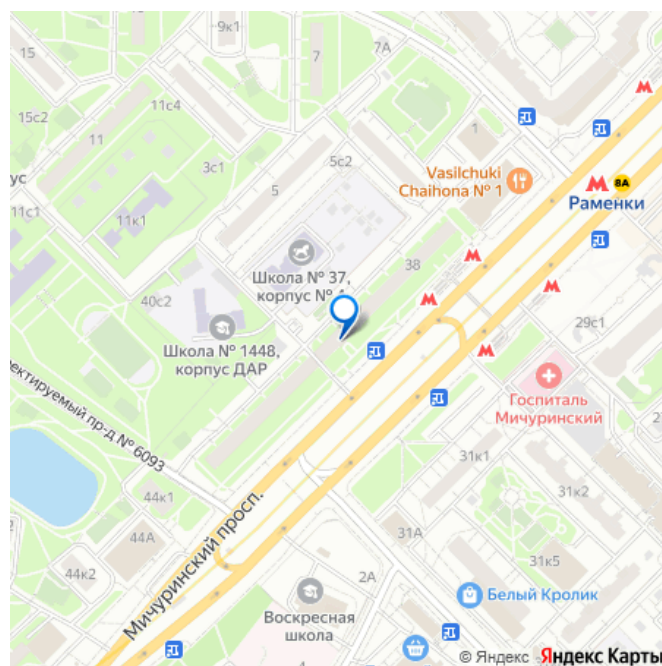 9к1
15
7
7А
11с4
15с2
11
1
5с2
Vasilchuki
Chaihona № 1
8А
3с1
ус
5
Раменки
11с1
11к1
38
Школа № 37,
корпус № 4
40с2
29с1
Школа № 1448,
корпус ДАР
Госпиталь
Мичуринский
ректируемый пр-д № 6093
31к1
44к1
31к2
Мичуринский просп.
44А
31А
31к5
44к2
2А
Белый Кролик
Воскресная
школа
© Яндекс Яндекс Карты